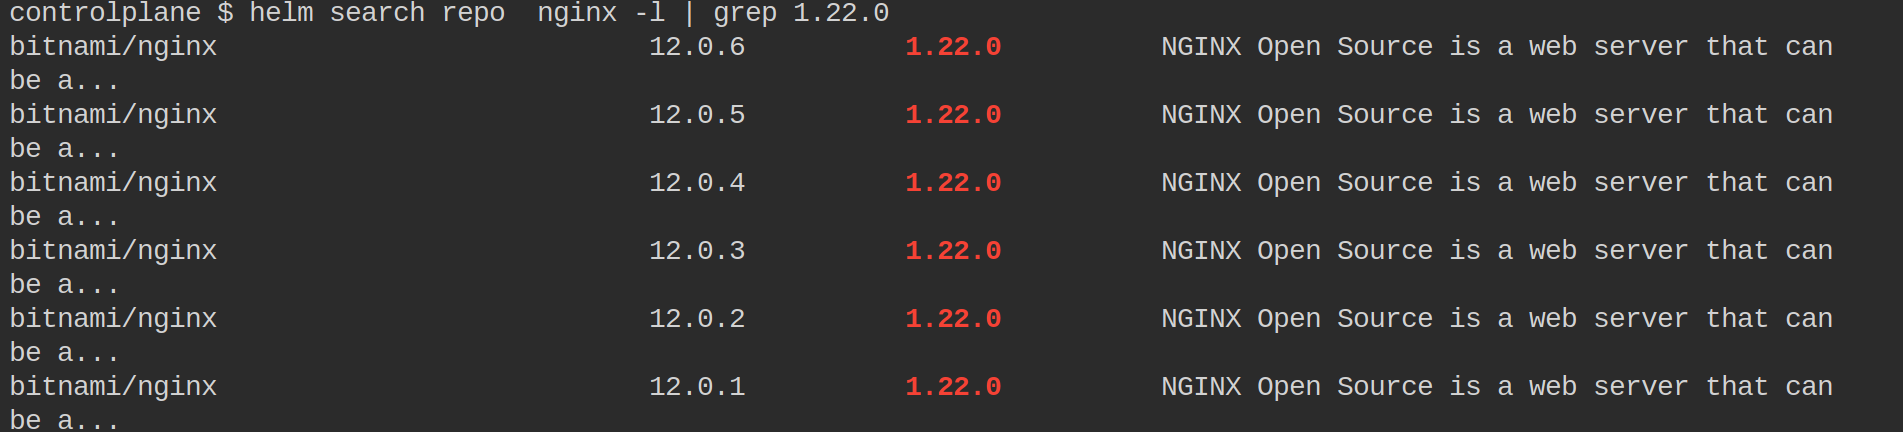 controlplane $ helm search repo  nginx -l | grep 1.22.0
bitnami/nginx                           12.0.6          1.22.0          NGINX Open Source is a web server that can
be a...
bitnami/nginx                           12.0.5          1.22.0          NGINX Open Source is a web server that can
be a...
bitnami/nginx                           12.0.4          1.22.0          NGINX Open Source is a web server that can
be a...
bitnami/nginx                           12.0.3          1.22.0          NGINX Open Source is a web server that can
be a...
bitnami/nginx                           12.0.2          1.22.0          NGINX Open Source is a web server that can
be a...
bitnami/nginx                           12.0.1          1.22.0          NGINX Open Source is a web server that can
be a...